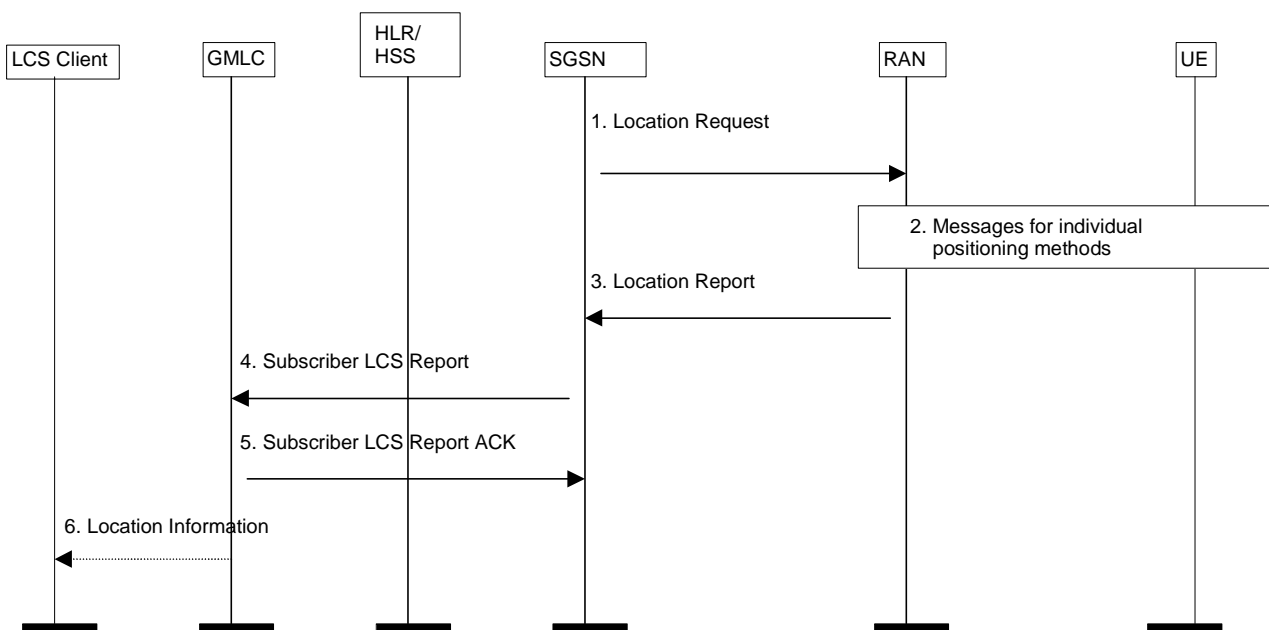 LCS Client
GMLC
HLR/
HSS
SGSN
RAN
UE
1. Location Request
2. Messages for individual
positioning methods
3. Location Report
4. Subscriber LCS Report
5. Subscriber LCS Report ACK
6. Location Information